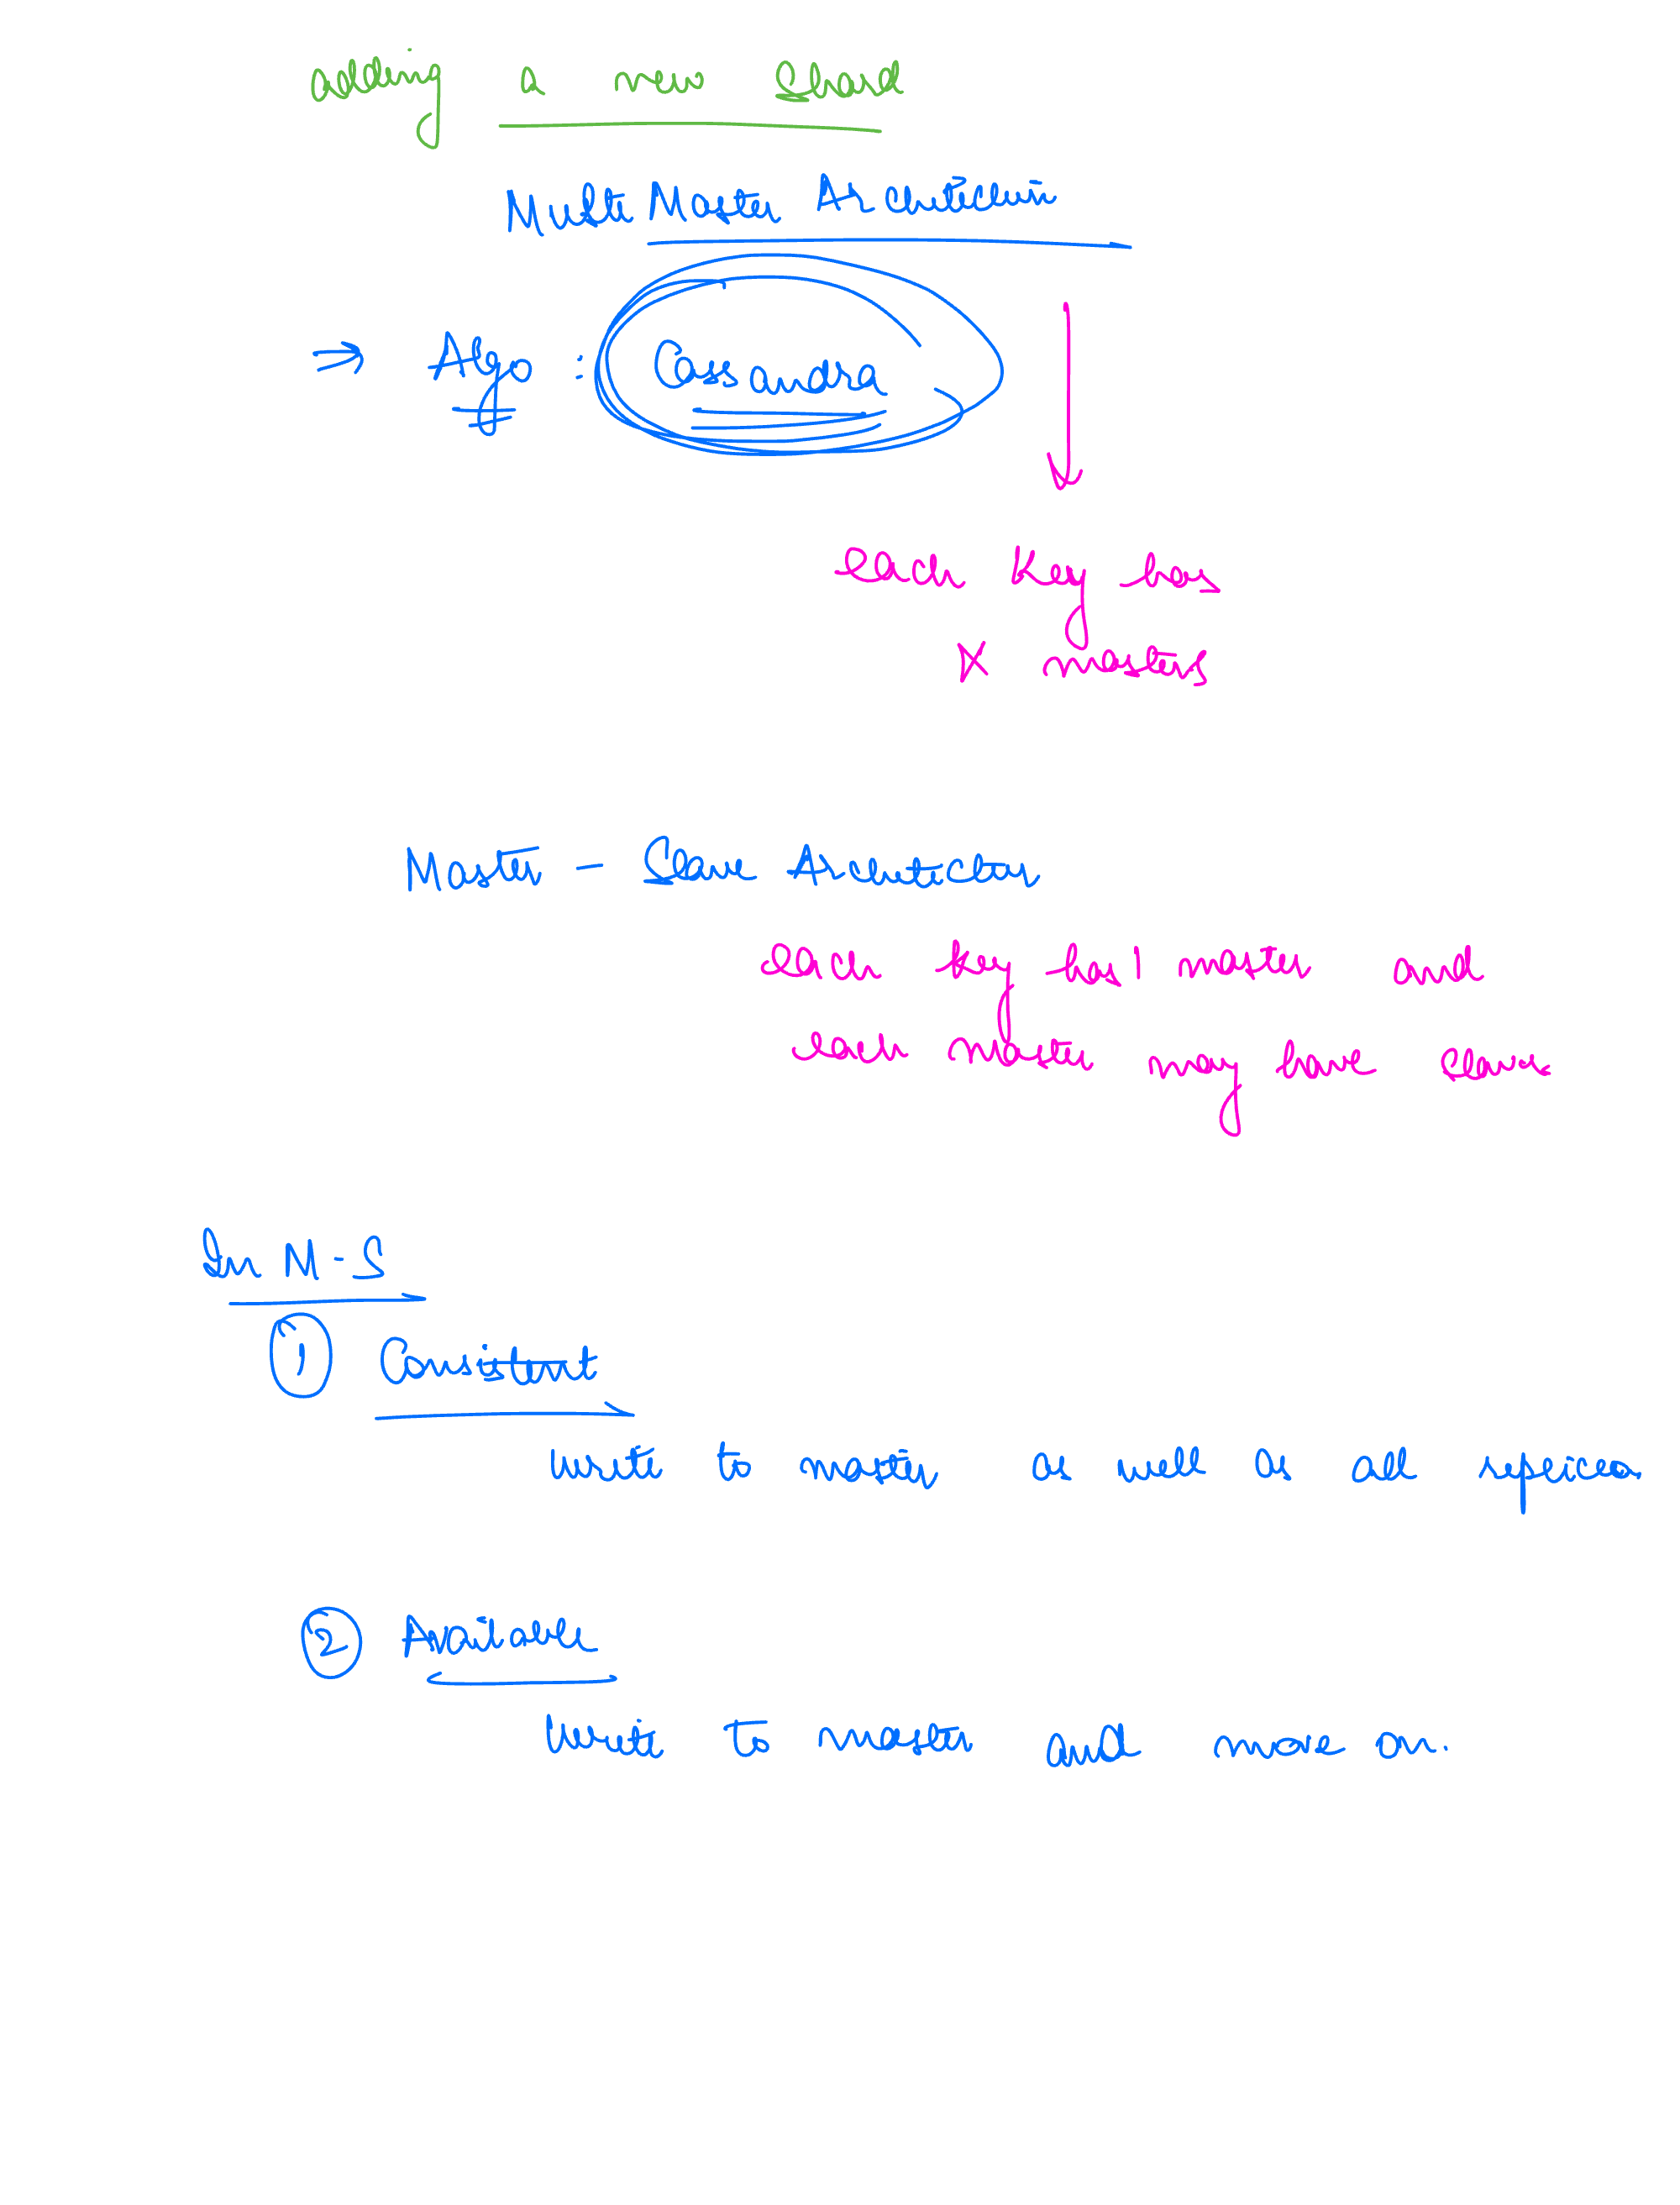 adding a new Shard
Multi Master Architecture
⇒ Algo : Cassandra
each Key has
X masters
Master - Slave Architecture
each key has 1 master and
each master may have slaves
In M-S
① Consistent
write to master as well as all replicas
② Available
write to master and move on.